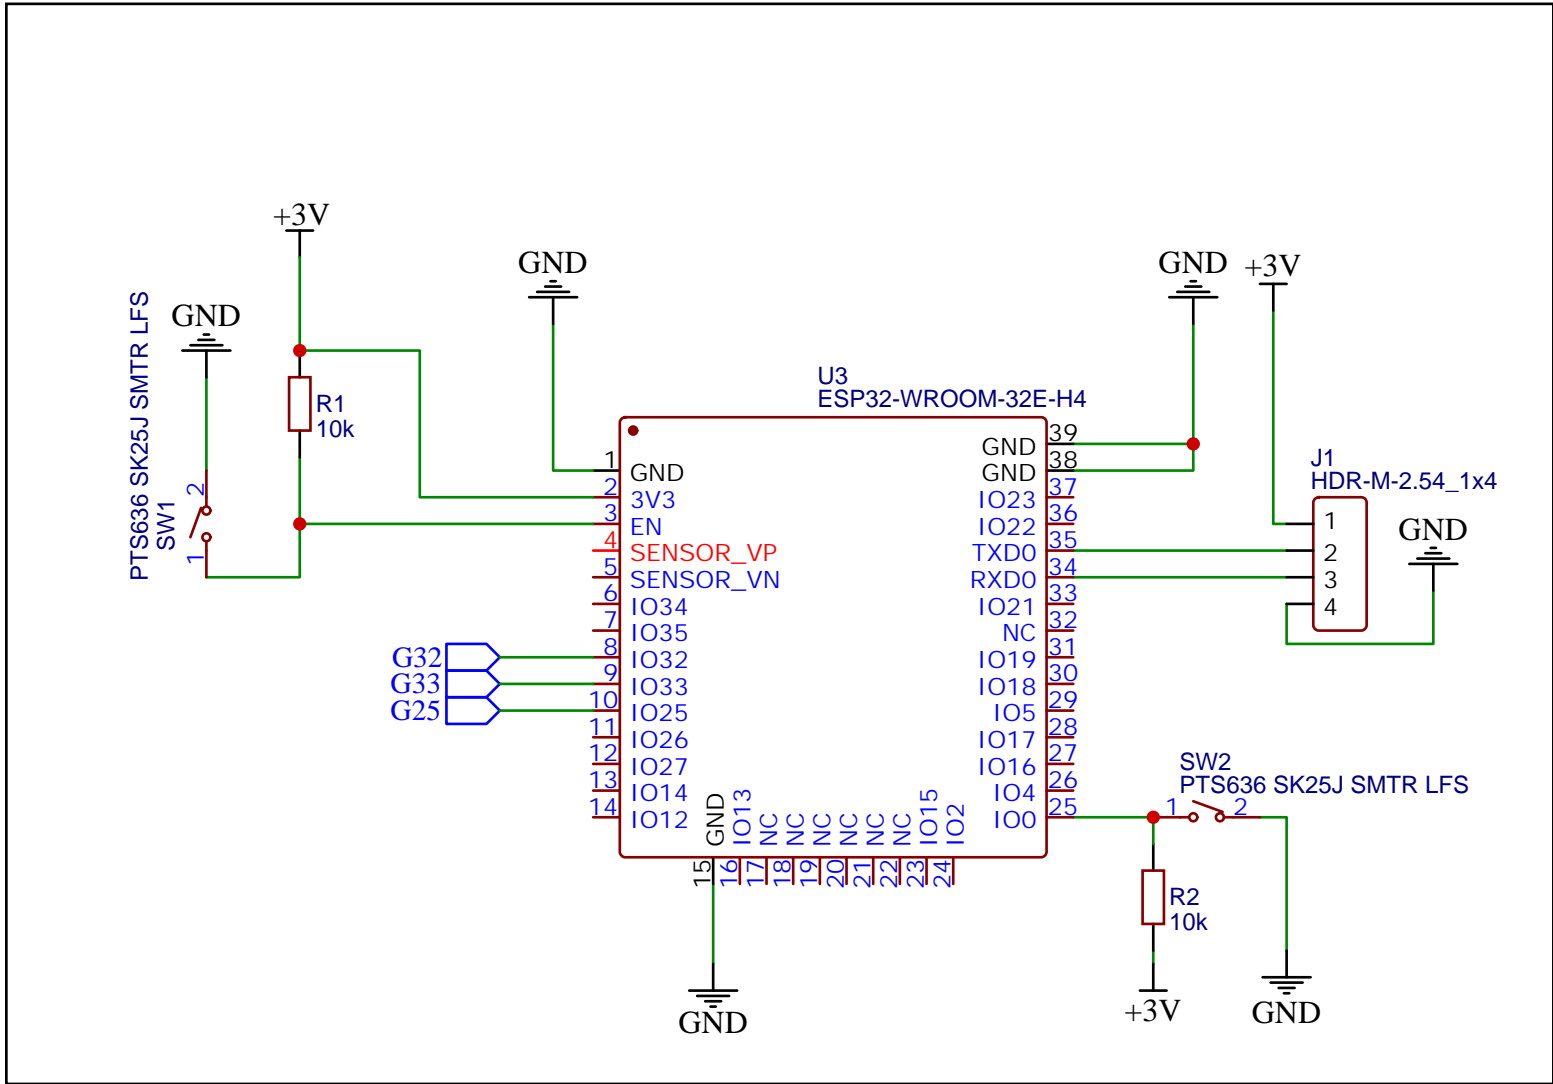 +3V
GND
PTS636 SK25J SMTR LFS
SW1
2
1
R1
10k
GND
GND
+3V
U3
ESP32-WROOM-32E-H4
1 GND
2 3V3
3 EN
4 SENSOR_VP
5 SENSOR_VN
6 IO34
7 IO35
8 IO32
9 IO33
10 IO25
11 IO26
12 IO27
13 IO14
14 IO12
G32
G33
G25
15 GND
16 IO13
17 NC
18 NC
19 NC
20 NC
21 NC
22 NC
23 IO15
24 IO2
GND 39
GND 38
IO23 37
IO22 36
TXD0 35
RXD0 34
IO21 33
NC 32
IO19 31
IO18 30
IO5 29
IO17 28
IO16 27
IO4 26
IO0 25
J1
HDR-M-2.54_1x4
1
2
3
4
GND
SW2
PTS636 SK25J SMTR LFS
1 2
R2
10k
+3V
GND
GND